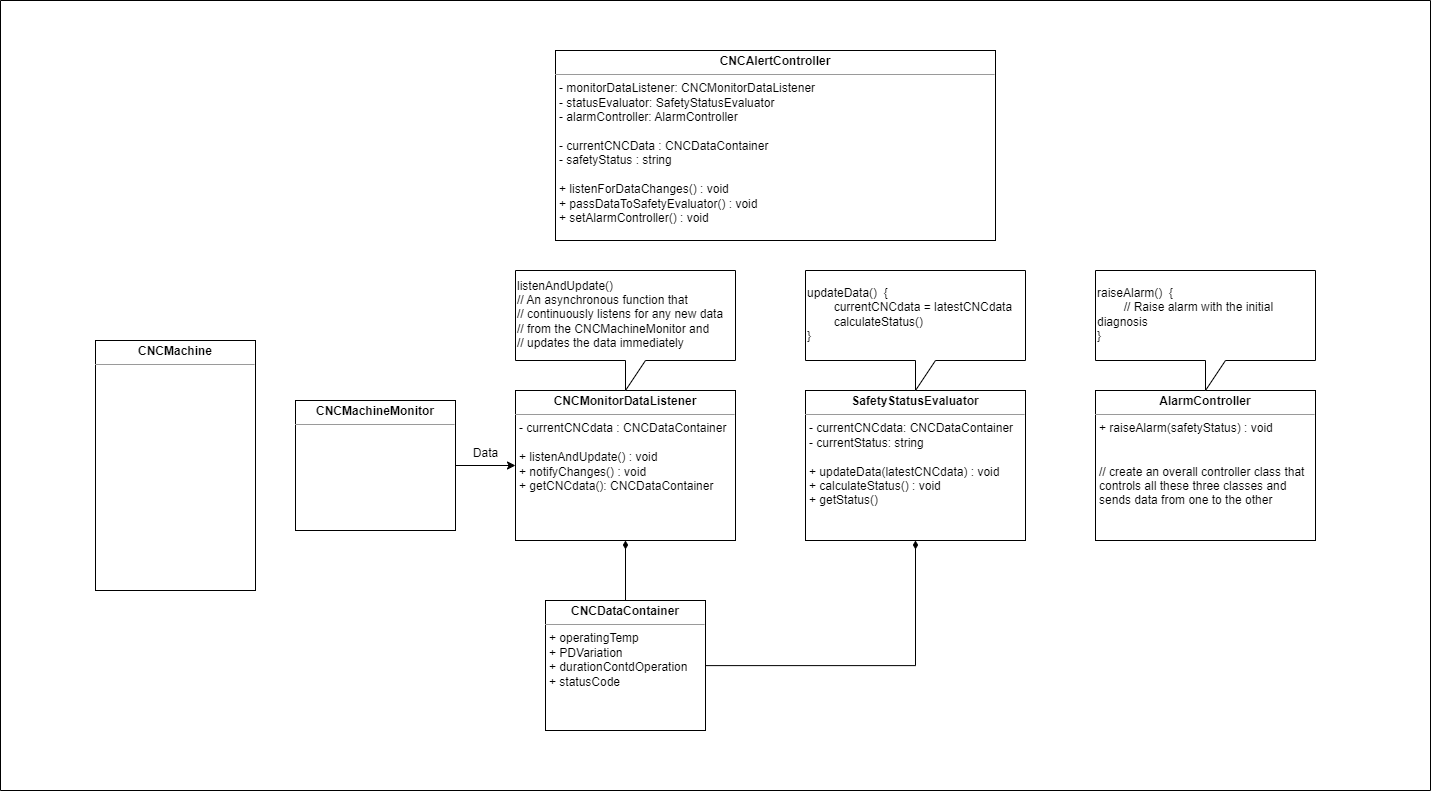 CNCAlertController
- monitorDataListener: CNCMonitorDataListener
- statusEvaluator: SafetyStatusEvaluator
- alarmController: AlarmController
- currentCNCData : CNCDataContainer
- safetyStatus : string
+ listenForDataChanges() : void
+ passDataToSafetyEvaluator() : void
+ setAlarmController() : void
listenAndUpdate()
// An asynchronous function that
// continuously listens for any new data
// from the CNCMachineMonitor and
// updates the data immediately
updateData() {
currentCNCdata = latestCNCdata
calculateStatus()
}
raiseAlarm() {
// Raise alarm with the initial
diagnosis
}
CNCMachine
CNCMachineMonitor
Data
CNCMonitorDataListener
- currentCNCdata : CNCDataContainer
+ listenAndUpdate() : void
+ notifyChanges() : void
+ getCNCdata(): CNCDataContainer
SafetyStatusEvaluator
- currentCNCdata: CNCDataContainer
- currentStatus: string
+ updateData(latestCNCdata) : void
+ calculateStatus() : void
+ getStatus()
AlarmController
+ raiseAlarm(safetyStatus) : void
// create an overall controller class that
controls all these three classes and
sends data from one to the other
CNCDataContainer
+ operatingTemp
+ PDVariation
+ durationContdOperation
+ statusCode